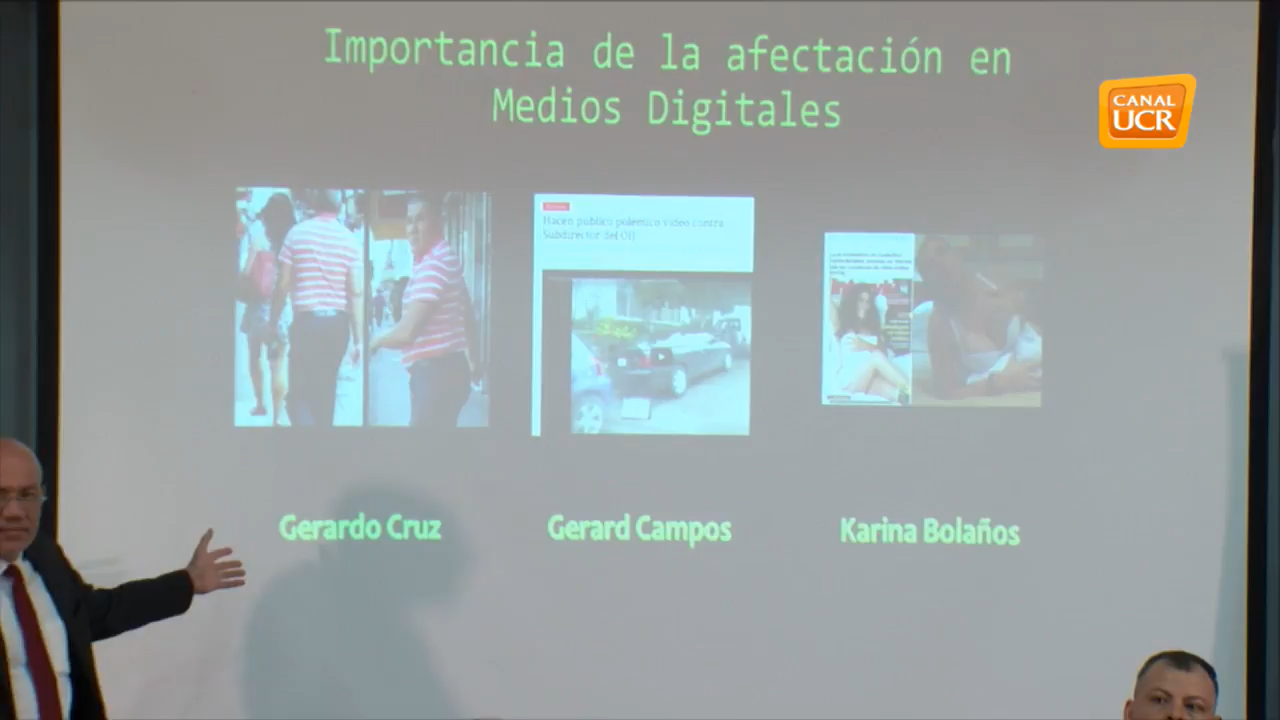 Importancia de la afectación en
Medios Digitales
CANAL
UCR
Hacen público polémico video contra
Subdirector del OIJ
Gerardo Cruz
Gerard Campos
Karina Bolaños